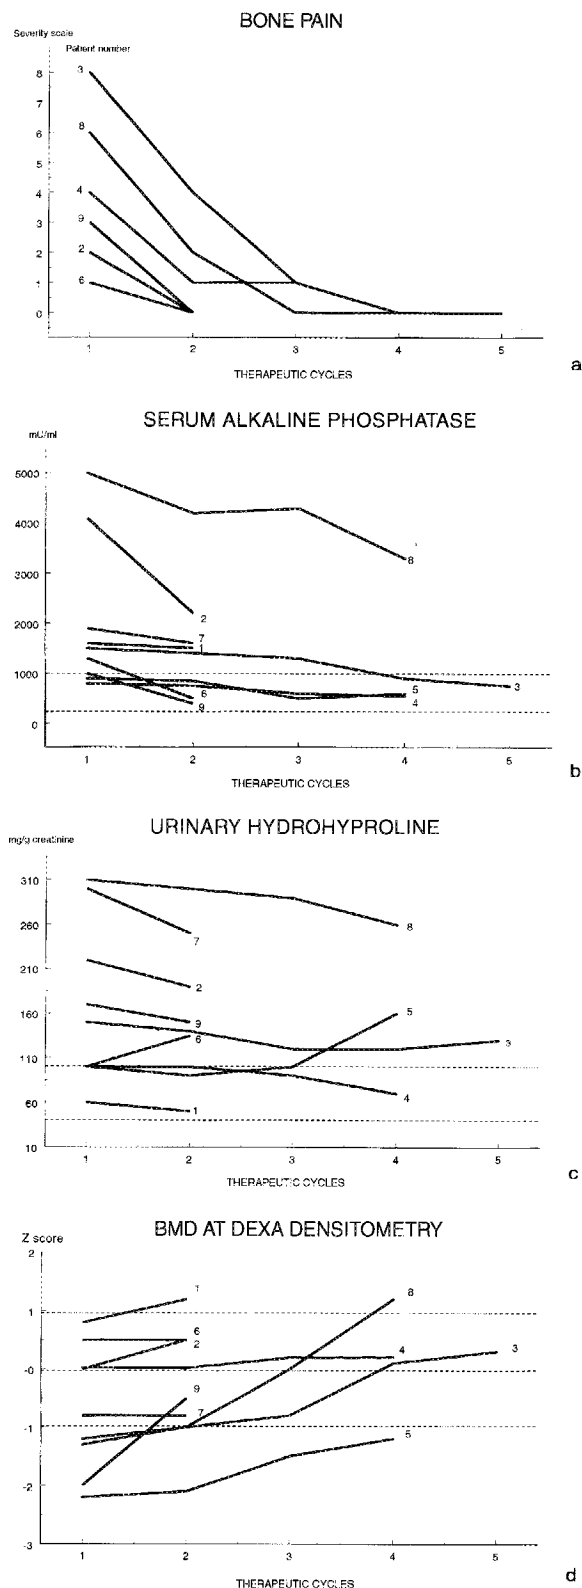 BONE PAIN
Severity scale
Patient number
8
7
6
5
4
3
2
1
0
3
8
4
9
2
6
1 2 3 4 5
THERAPEUTIC CYCLES
a
SERUM ALKALINE PHOSPHATASE
mU/ml
5000
4000
3000
2000
1000
0
8
2
7
1
5
3
6
4
9
1 2 3 4 5
THERAPEUTIC CYCLES
b
URINARY HYDROHYPROLINE
mg/g creatinine
310
260
210
160
110
60
10
8
7
2
5
9
6
3
4
1
1 2 3 4 5
THERAPEUTIC CYCLES
c
BMD AT DEXA DENSITOMETRY
Z score
2
1
-0
-1
-2
-3
1
8
6
2
4
3
9
7
5
1 2 3 4 5
THERAPEUTIC CYCLES
d